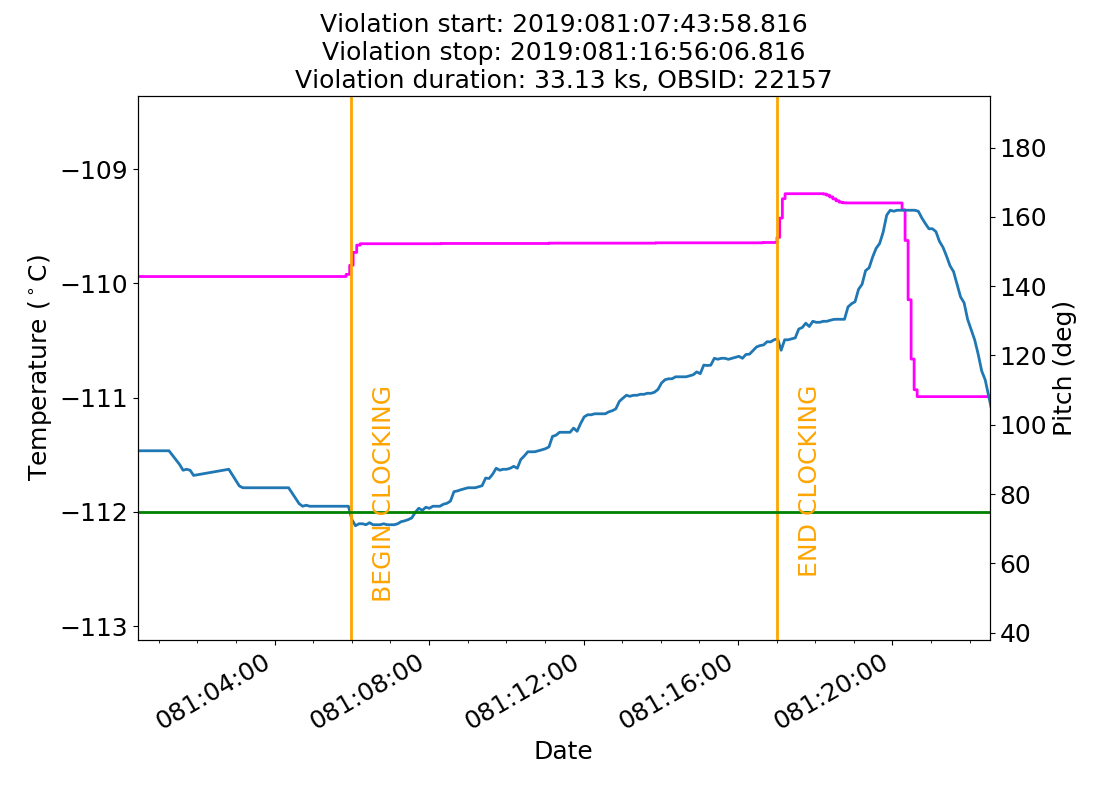 Violation start: 2019:081:07:43:58.816
Violation stop: 2019:081:16:56:06.816
Violation duration: 33.13 ks, OBSID: 22157
−109
−110
−111
−112
−113
Temperature (°C)
BEGIN CLOCKING
END CLOCKING
180
160
140
120
100
80
60
40
Pitch (deg)
081:04:00
081:08:00
081:12:00
081:16:00
081:20:00
Date